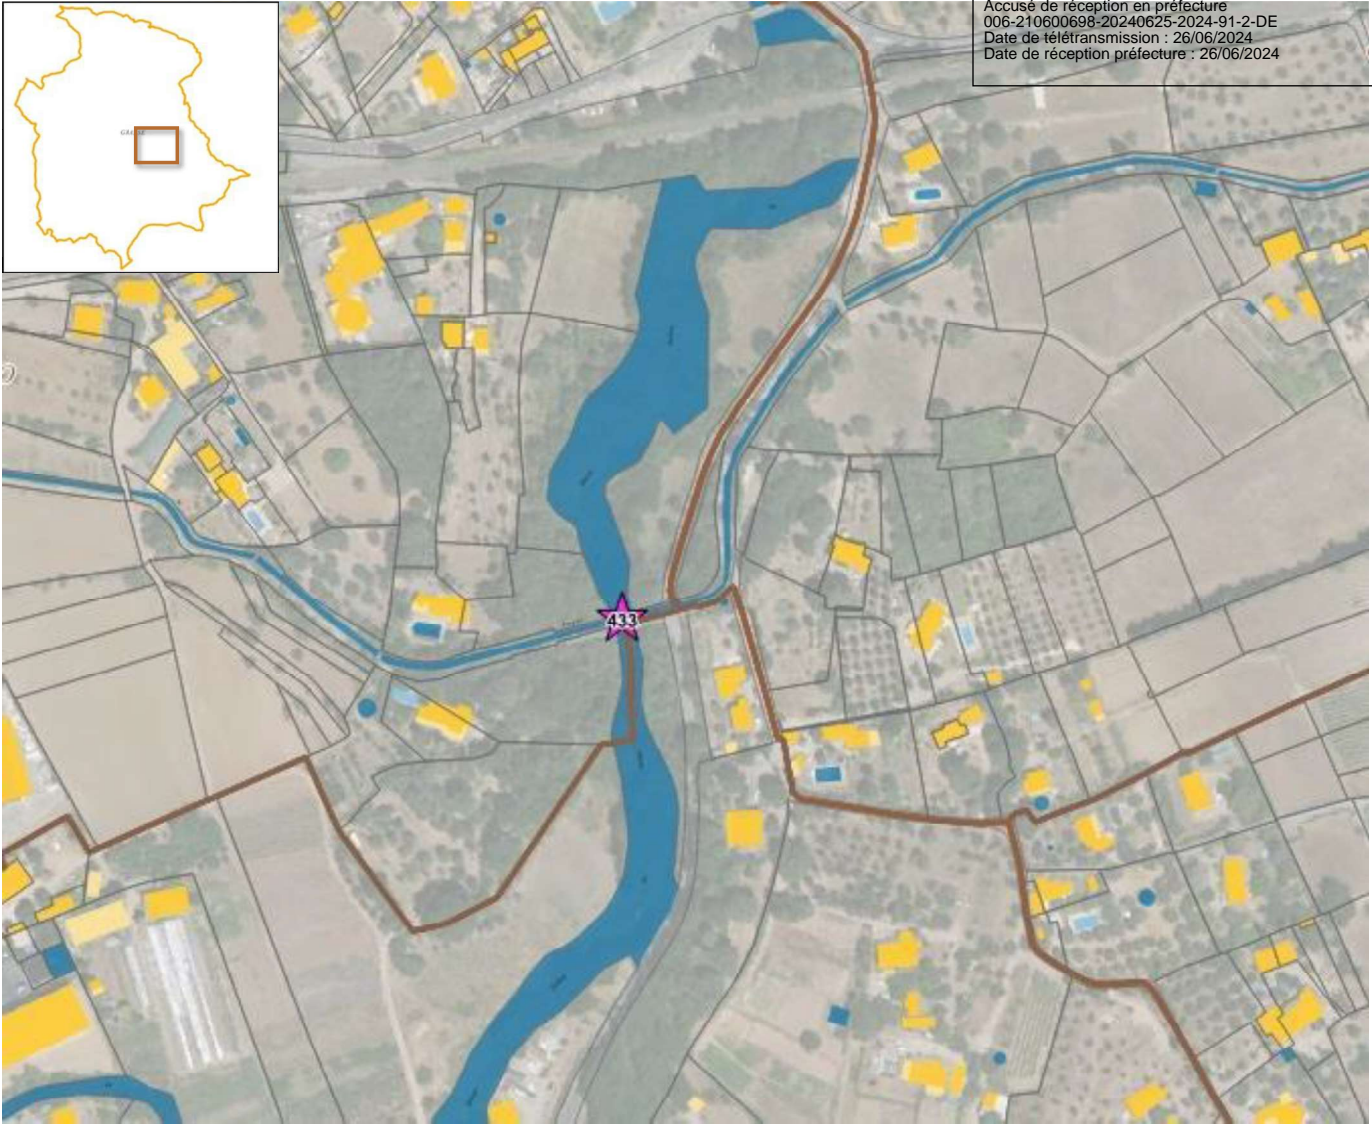 Accusé de réception en préfecture
006-210600698-20240625-2024-91-2-DE
Date de télétransmission : 26/06/2024
Date de réception préfecture : 26/06/2024
433